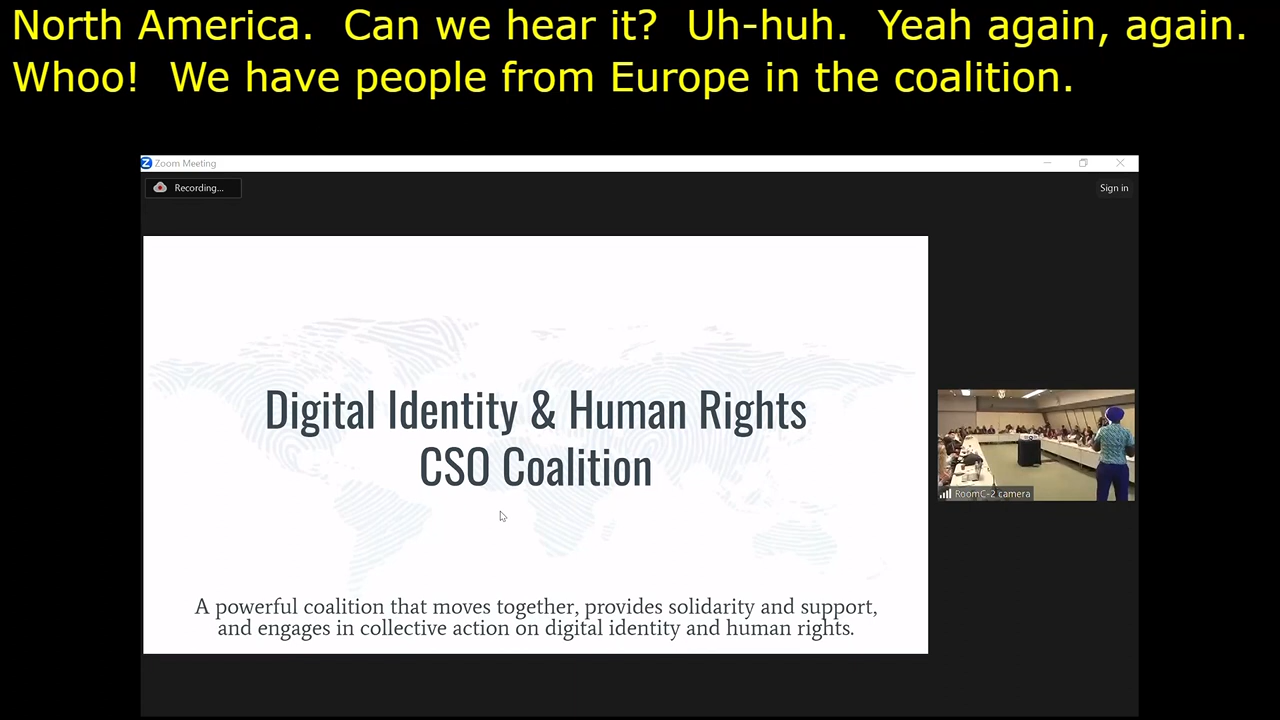 North America.  Can we hear it?  Uh-huh.  Yeah again, again.
Whoo!  We have people from Europe in the coalition.
Zoom Meeting
Recording...
Sign in
Digital Identity & Human Rights
CSO Coalition
RoomC-2 camera
A powerful coalition that moves together, provides solidarity and support,
and engages in collective action on digital identity and human rights.